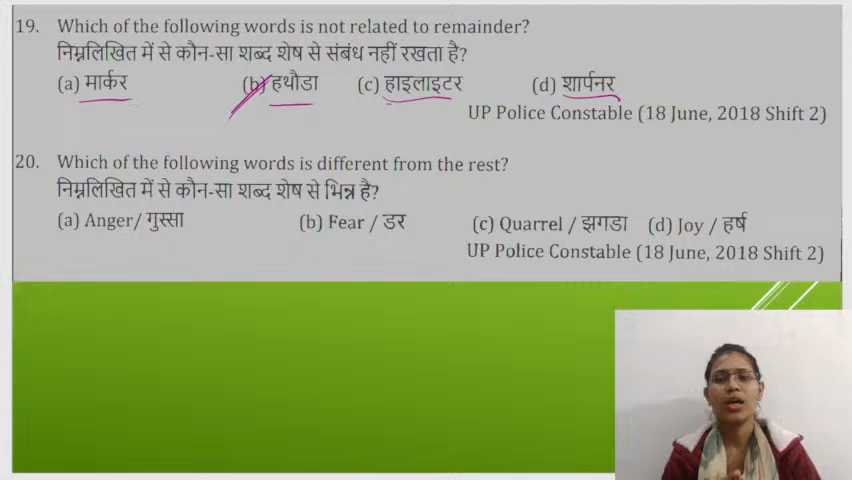 19. Which of the following words is not related to remainder?
निम्नलिखित में से कौन-सा शब्द शेष से संबंध नहीं रखता है?
(a) मार्कर (b) हथौडा (c) हाइलाइटर (d) शार्पनर
UP Police Constable (18 June, 2018 Shift 2)
20. Which of the following words is different from the rest?
निम्नलिखित में से कौन-सा शब्द शेष से भिन्न है?
(a) Anger/ गुस्सा (b) Fear / डर (c) Quarrel / झगडा (d) Joy / हर्ष
UP Police Constable (18 June, 2018 Shift 2)